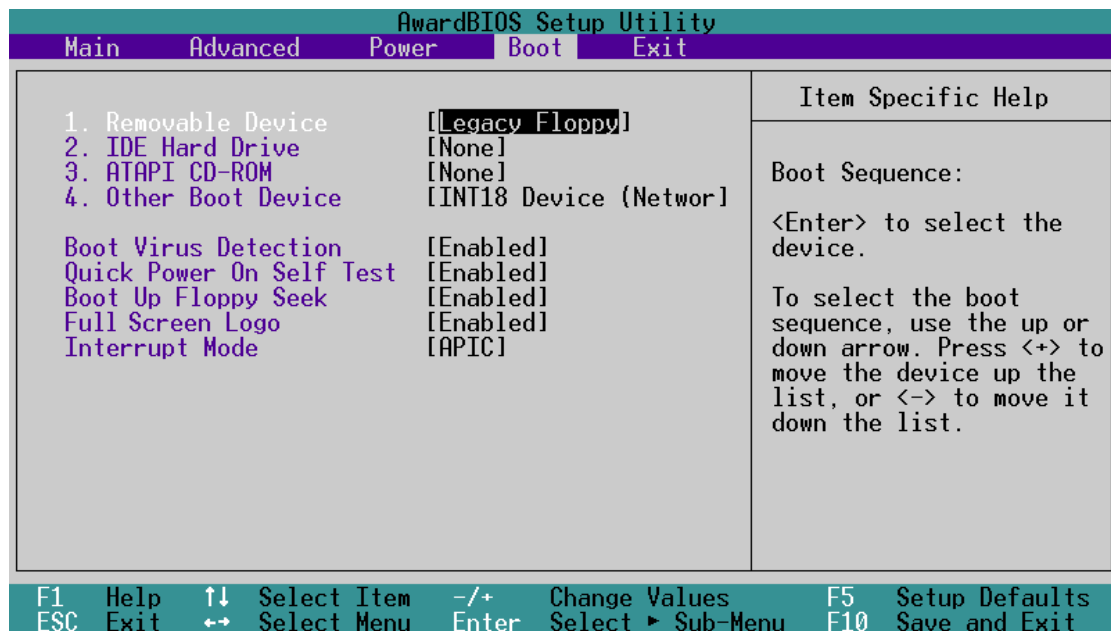 AwardBIOS Setup Utility
Main Advanced Power Boot Exit
1. Removable Device [Legacy Floppy]
2. IDE Hard Drive [None]
3. ATAPI CD-ROM [None]
4. Other Boot Device [INT18 Device (Networ]
Boot Virus Detection [Enabled]
Quick Power On Self Test [Enabled]
Boot Up Floppy Seek [Enabled]
Full Screen Logo [Enabled]
Interrupt Mode [APIC]
Item Specific Help
Boot Sequence:
<Enter> to select the
device.
To select the boot
sequence, use the up or
down arrow. Press <+> to
move the device up the
list, or <-> to move it
down the list.
F1 Help ↑↓ Select Item -/+ Change Values F5 Setup Defaults
ESC Exit ←→ Select Menu Enter Select ► Sub-Menu F10 Save and Exit